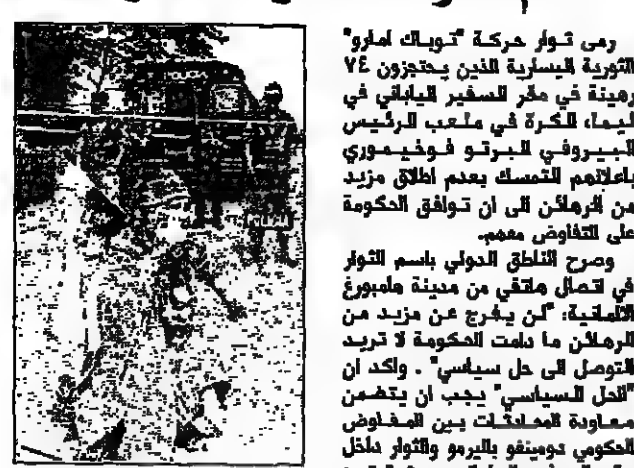 رمى ثوار حركة "توباك امارو"
الثورية اليسارية الذين يحتجزون ٧٤
رهينة في مقر السفير الياباني في
ليما، الكرة في ملعب الرئيس
البيروفي البرتو فوخيموري
باعلانهم التمسك بعدم اطلاق مزيد
من الرهائن الى ان توافق الحكومة
على التفاوض معهم.
وصرح الناطق الدولي باسم الثوار
في اتصال هاتفي من مدينة هامبورغ
الالمانية: "لن يفرج عن مزيد من
الرهائن ما دامت الحكومة لا تريد
التوصل الى حل سياسي" . واكد ان
"الحل السياسي" يجب ان يتضمن
معاودة المحادثات بين المفاوض
الحكومي دومينغو باليرمو والثوار داخل